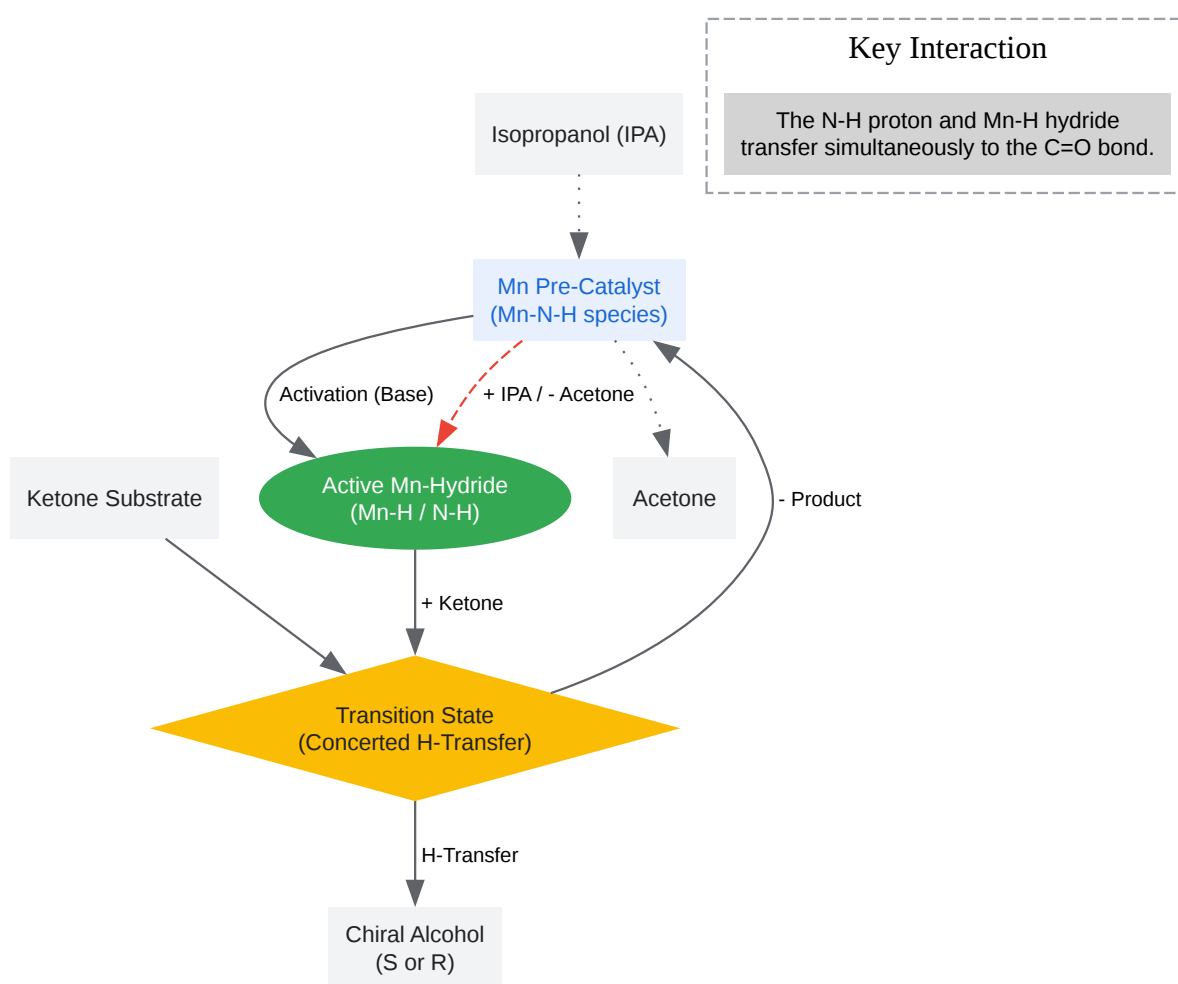 Key Interaction
The N-H proton and Mn-H hydride
transfer simultaneously to the C=O bond.
Isopropanol (IPA)
Mn Pre-Catalyst
(Mn-N-H species)
Activation (Base)
+ IPA / - Acetone
Ketone Substrate
Active Mn-Hydride
(Mn-H / N-H)
Acetone
- Product
+ Ketone
Transition State
(Concerted H-Transfer)
H-Transfer
Chiral Alcohol
(S or R)